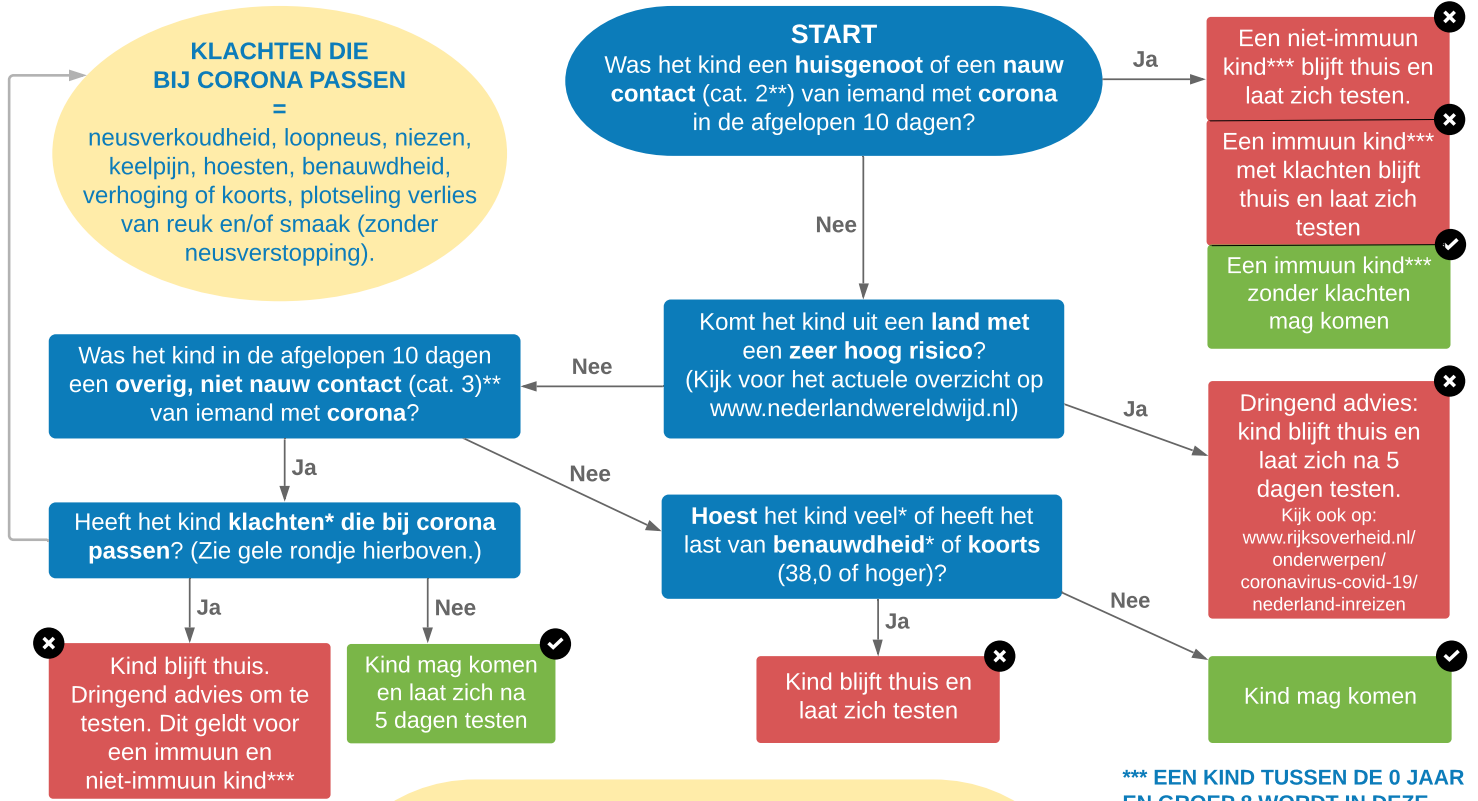 KLACHTEN DIE
BIJ CORONA PASSEN
=
neusverkoudheid, loopneus, niezen,
keelpijn, hoesten, benauwdheid,
verhoging of koorts, plotseling verlies
van reuk en/of smaak (zonder
neusverstopping).
START
Was het kind een huisgenoot of een nauw
contact (cat. 2**) van iemand met corona
in de afgelopen 10 dagen?
Ja
Een niet-immuun
kind*** blijft thuis en
laat zich testen.
Een immuun kind***
met klachten blijft
thuis en laat zich
testen
Een immuun kind***
zonder klachten
mag komen
Nee
Komt het kind uit een land met
een zeer hoog risico?
(Kijk voor het actuele overzicht op
www.nederlandwereldwijd.nl)
Ja
Dringend advies:
kind blijft thuis en
laat zich na 5
dagen testen.
Kijk ook op:
www.rijksoverheid.nl/
onderwerpen/
coronavirus-covid-19/
nederland-inreizen
Nee
Was het kind in de afgelopen 10 dagen
een overig, niet nauw contact (cat. 3)**
van iemand met corona?
Ja
Nee
Heeft het kind klachten* die bij corona
passen? (Zie gele rondje hierboven.)
Hoest het kind veel* of heeft het
last van benauwdheid* of koorts
(38,0 of hoger)?
Ja
Nee
Ja
Nee
Kind blijft thuis.
Dringend advies om te
testen. Dit geldt voor
een immuun en
niet-immuun kind***
Kind mag komen
en laat zich na
5 dagen testen
Kind blijft thuis en
laat zich testen
Kind mag komen
*** EEN KIND TUSSEN DE 0 JAAR
EN GROEP 8 WORDT IN DEZE